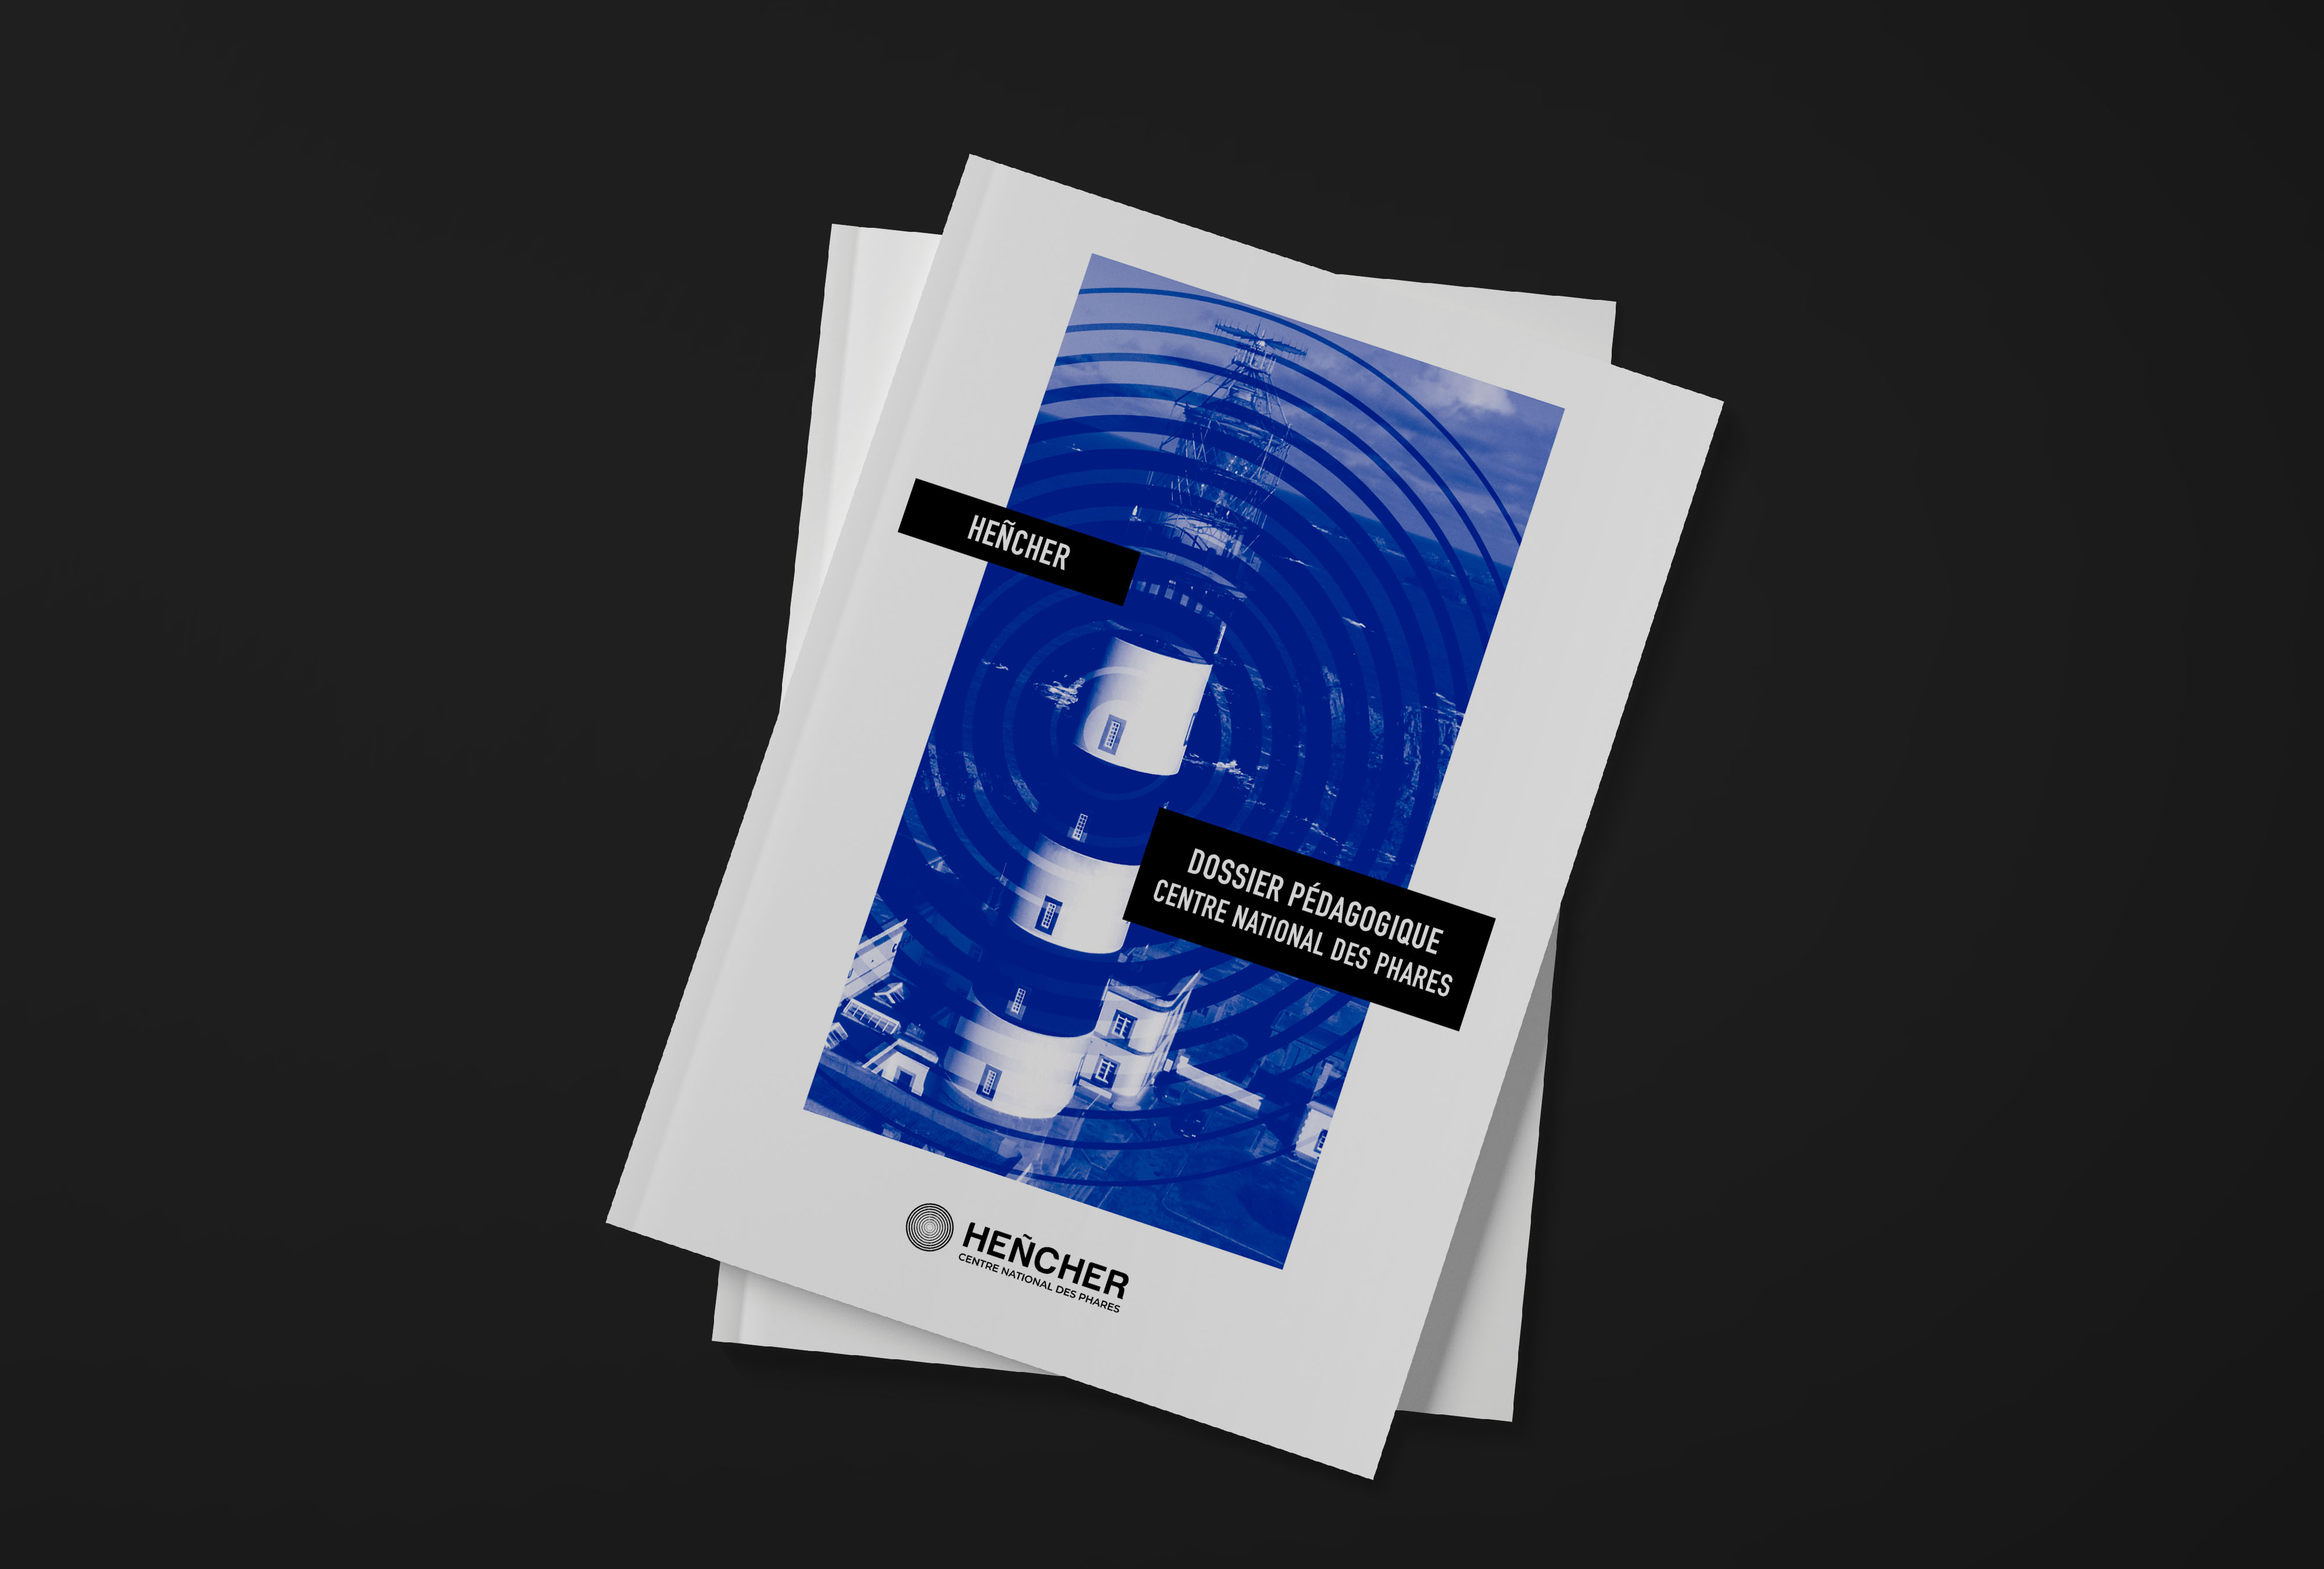 HEÑCHER
DOSSIER PÉDAGOGIQUE
CENTRE NATIONAL DES PHARES
HEÑCHER
CENTRE NATIONAL DES PHARES